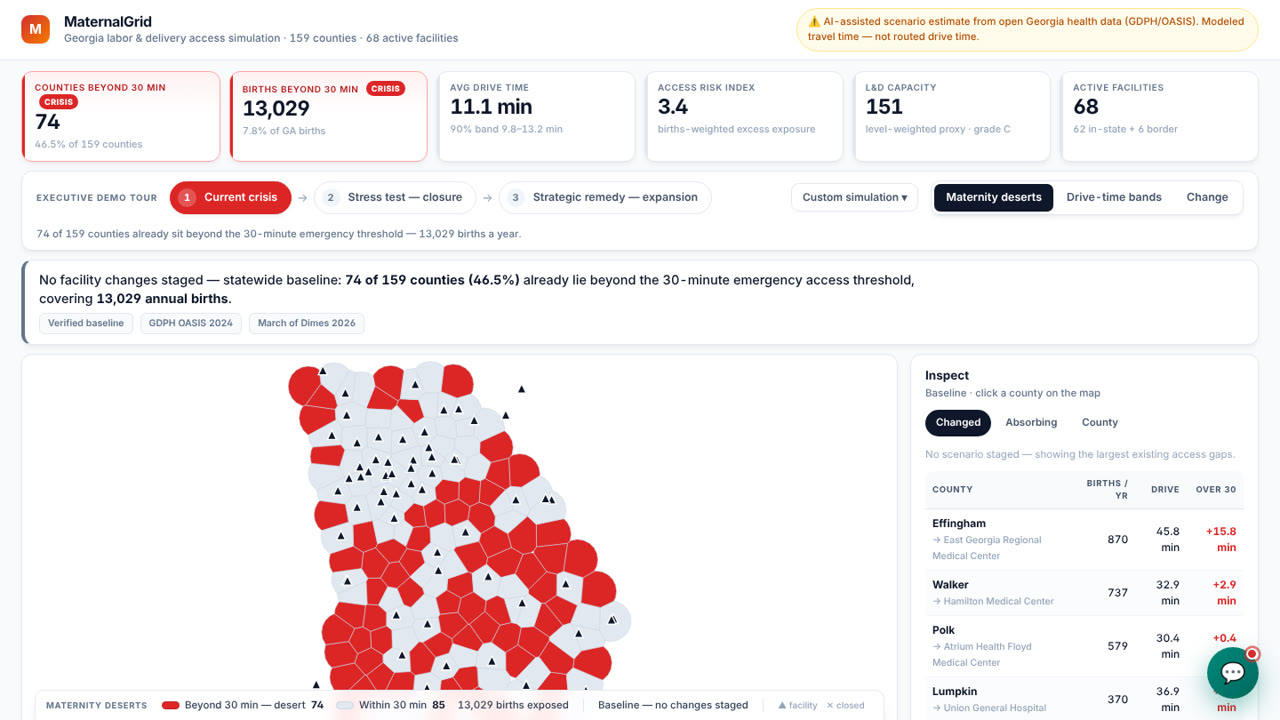 M
MaternalGrid
Georgia labor & delivery access simulation · 159 counties · 68 active facilities
⚠️ AI-assisted scenario estimate from open Georgia health data (GDPH/OASIS). Modeled
travel time — not routed drive time.
COUNTIES BEYOND 30 MIN
CRISIS
74
46.5% of 159 counties
BIRTHS BEYOND 30 MIN CRISIS
13,029
7.8% of GA births
AVG DRIVE TIME
11.1 min
90% band 9.8–13.2 min
ACCESS RISK INDEX
3.4
births-weighted excess exposure
L&D CAPACITY
151
level-weighted proxy · grade C
ACTIVE FACILITIES
68
62 in-state + 6 border
EXECUTIVE DEMO TOUR 1 Current crisis → 2 Stress test — closure → 3 Strategic remedy — expansion Custom simulation ▾ Maternity deserts Drive-time bands Change
74 of 159 counties already sit beyond the 30-minute emergency threshold — 13,029 births a year.
No facility changes staged — statewide baseline: 74 of 159 counties (46.5%) already lie beyond the 30-minute emergency access threshold,
covering 13,029 annual births.
Verified baseline GDPH OASIS 2024 March of Dimes 2026
MATERNITY DESERTS Beyond 30 min — desert 74 Within 30 min 85 13,029 births exposed Baseline — no changes staged ▲ facility ✕ closed
Inspect
Baseline · click a county on the map
Changed Absorbing County
No scenario staged — showing the largest existing access gaps.
COUNTY BIRTHS / YR DRIVE OVER 30
Effingham
→ East Georgia Regional
Medical Center
870
45.8
min
+15.8
min
Walker
→ Hamilton Medical Center
737
32.9
min
+2.9
min
Polk
→ Atrium Health Floyd
Medical Center
579
30.4
min
+0.4
Lumpkin
→ Union General Hospital
370
36.9
min